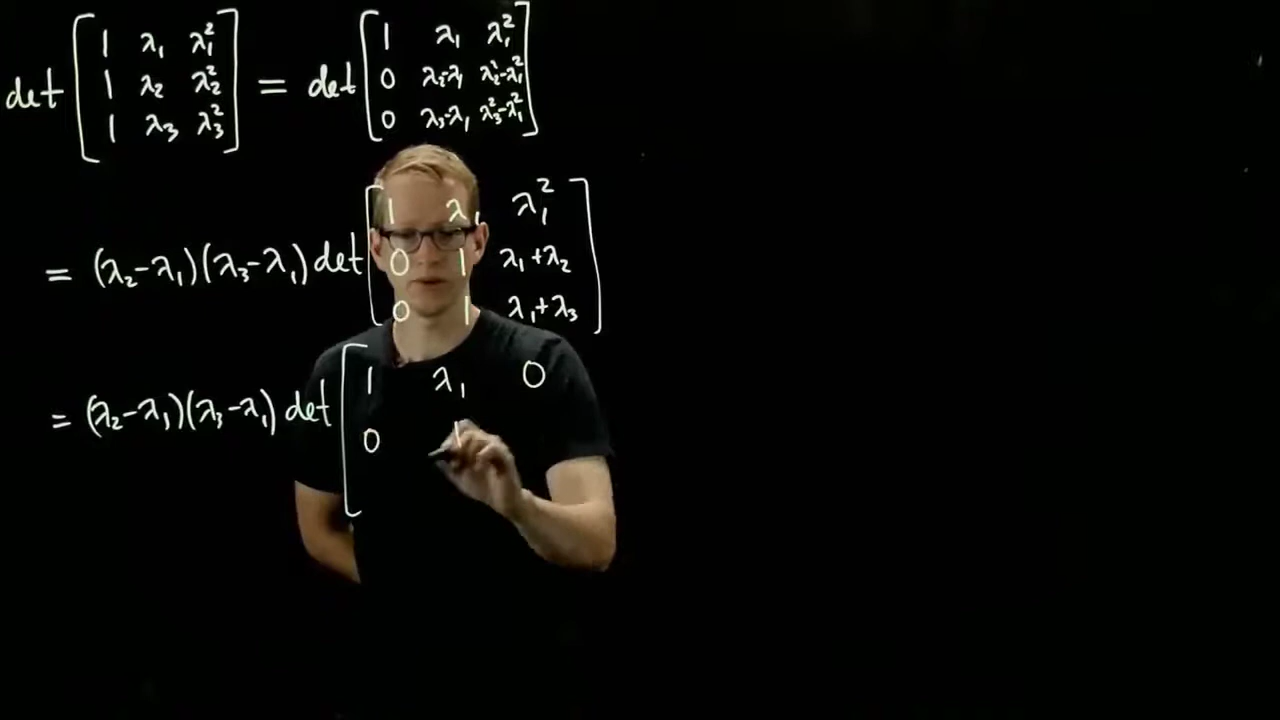 det [ 1 λ₁ λ₁² ; 1 λ₂ λ₂² ; 1 λ₃ λ₃² ] = det [ 1 λ₁ λ₁² ; 0 λ₂-λ₁ λ₂²-λ₁² ; 0 λ₃-λ₁ λ₃²-λ₁² ]
= (λ₂-λ₁)(λ₃-λ₁) det [ 1 λ₁ λ₁² ; 0 1 λ₁+λ₂ ; 0 1 λ₁+λ₃ ]
= (λ₂-λ₁)(λ₃-λ₁) det [ 1 λ₁ 0 ; 0 1